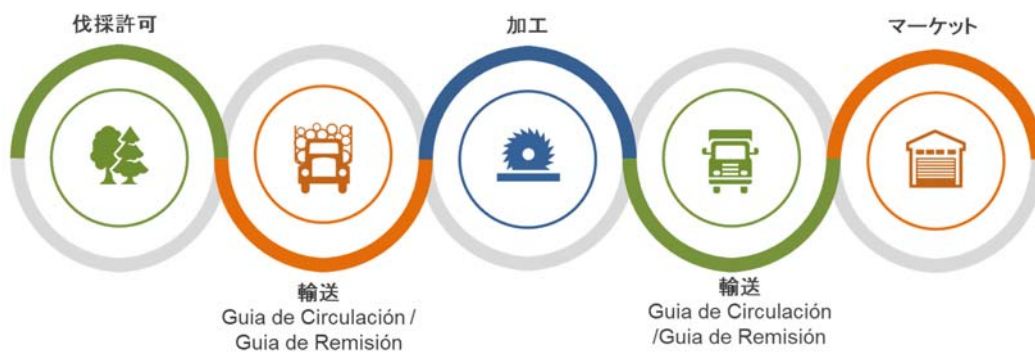 伐採許可
輸送
Guia de Circulación /
Guia de Remisión
加工
輸送
Guia de Circulación
/Guia de Remisión
マーケット